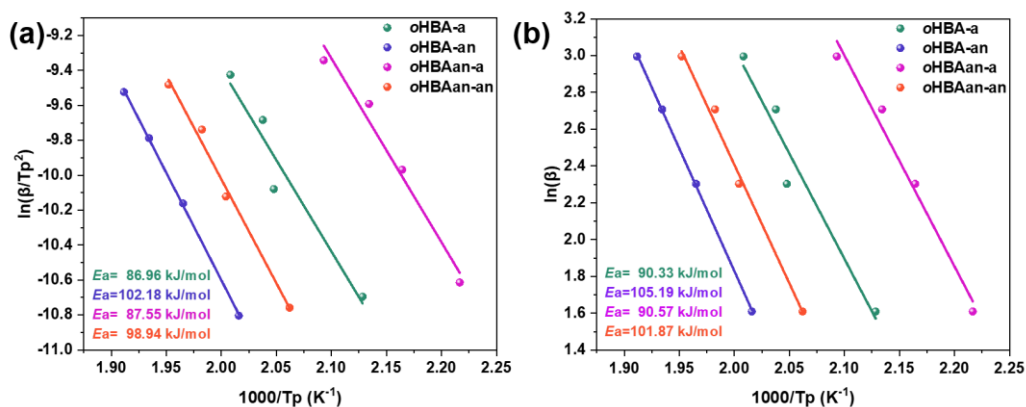 (a)
oHBA-a
oHBA-an
oHBAan-a
oHBAan-an
ln(β/Tp²)
-9.2
-9.4
-9.6
-9.8
-10.0
-10.2
-10.4
-10.6
-10.8
-11.0
Ea= 86.96 kJ/mol
Ea=102.18 kJ/mol
Ea= 87.55 kJ/mol
Ea= 98.94 kJ/mol
1.90 1.95 2.00 2.05 2.10 2.15 2.20 2.25
1000/Tp (K⁻¹)
(b)
oHBA-a
oHBA-an
oHBAan-a
oHBAan-an
ln(β)
3.2
3.0
2.8
2.6
2.4
2.2
2.0
1.8
1.6
1.4
Ea= 90.33 kJ/mol
Ea=105.19 kJ/mol
Ea= 90.57 kJ/mol
Ea=101.87 kJ/mol
1.90 1.95 2.00 2.05 2.10 2.15 2.20 2.25
1000/Tp (K⁻¹)